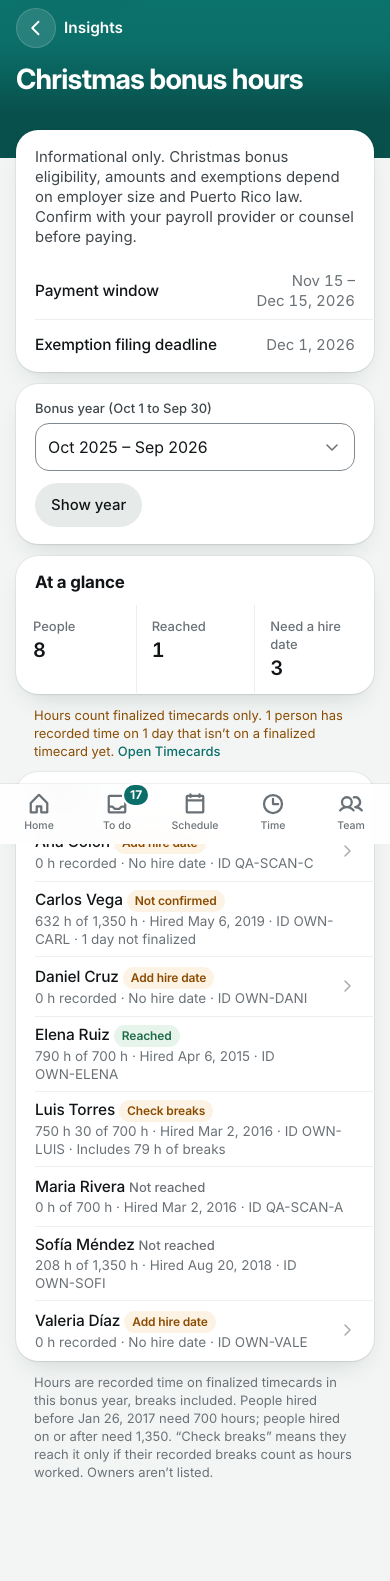 Insights
Christmas bonus hours
Informational only. Christmas bonus
eligibility, amounts and exemptions depend
on employer size and Puerto Rico law.
Confirm with your payroll provider or counsel
before paying.
Payment window
Nov 15 –
Dec 15, 2026
Exemption filing deadline
Dec 1, 2026
Bonus year (Oct 1 to Sep 30)
Oct 2025 – Sep 2026
Show year
At a glance
People
8
Reached
1
Need a hire
date
3
Hours count finalized timecards only. 1 person has
recorded time on 1 day that isn't on a finalized
timecard yet. Open Timecards
17
Home
To do
Schedule
Time
Team
Ana Colón Add hire date
0 h recorded · No hire date · ID QA-SCAN-C
Carlos Vega Not confirmed
632 h of 1,350 h · Hired May 6, 2019 · ID OWN-
CARL · 1 day not finalized
Daniel Cruz Add hire date
0 h recorded · No hire date · ID OWN-DANI
Elena Ruiz Reached
790 h of 700 h · Hired Apr 6, 2015 · ID
OWN-ELENA
Luis Torres Check breaks
750 h 30 of 700 h · Hired Mar 2, 2016 · ID OWN-
LUIS · Includes 79 h of breaks
Maria Rivera Not reached
0 h of 700 h · Hired Mar 2, 2016 · ID QA-SCAN-A
Sofía Méndez Not reached
208 h of 1,350 h · Hired Aug 20, 2018 · ID
OWN-SOFI
Valeria Díaz Add hire date
0 h recorded · No hire date · ID OWN-VALE
Hours are recorded time on finalized timecards in
this bonus year, breaks included. People hired
before Jan 26, 2017 need 700 hours; people hired
on or after need 1,350. “Check breaks” means they
reach it only if their recorded breaks count as hours
worked. Owners aren't listed.